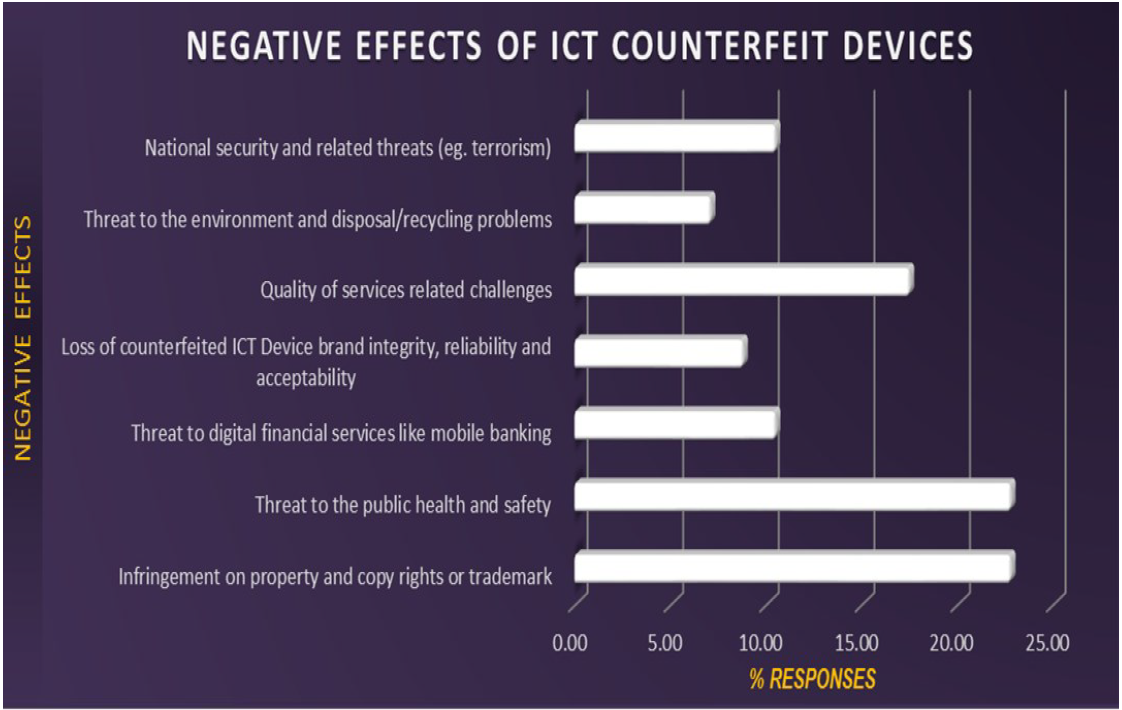 NEGATIVE EFFECTS OF ICT COUNTERFEIT DEVICES
NEGATIVE EFFECTS
National security and related threats (eg. terrorism)
Threat to the environment and disposal/recycling problems
Quality of services related challenges
Loss of counterfeited ICT Device brand integrity, reliability and
acceptability
Threat to digital financial services like mobile banking
Threat to the public health and safety
Infringement on property and copy rights or trademark
0.00 5.00 10.00 15.00 20.00 25.00
% RESPONSES